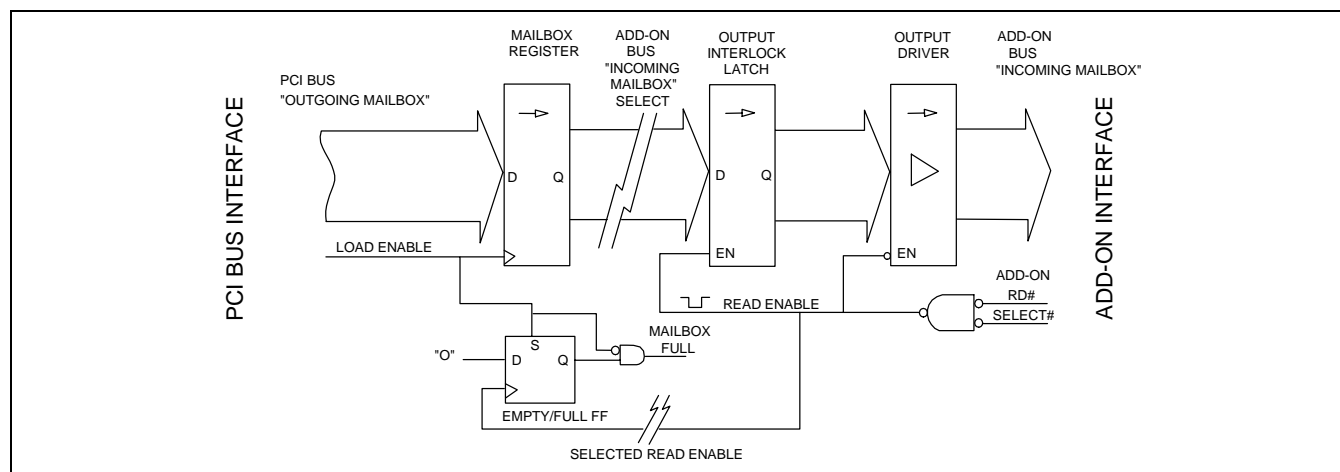 MAILBOX
REGISTER
ADD-ON
BUS
"INCOMING
MAILBOX"
SELECT
OUTPUT
INTERLOCK
LATCH
OUTPUT
DRIVER
ADD-ON
BUS
"INCOMING MAILBOX"
PCI BUS
"OUTGOING MAILBOX"
PCI BUS INTERFACE
ADD-ON INTERFACE
D
Q
D
Q
LOAD ENABLE
EN
EN
READ ENABLE
ADD-ON
RD#
SELECT#
MAILBOX
FULL
"O"
S
D
Q
EMPTY/FULL FF
SELECTED READ ENABLE